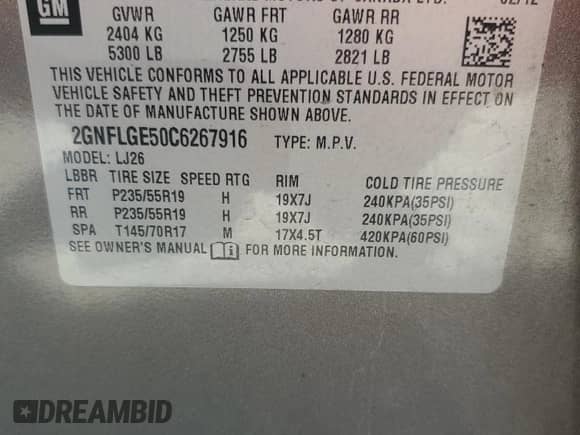 GM
02/12
GVWR GAWR FRT GAWR RR
2404 KG 1250 KG 1280 KG
5300 LB 2755 LB 2821 LB
THIS VEHICLE CONFORMS TO ALL APPLICABLE U.S. FEDERAL MOTOR
VEHICLE SAFETY AND THEFT PREVENTION STANDARDS IN EFFECT ON
THE DATE OF MANUFACTURE SHOWN ABOVE.
2GNFLGE50C6267916 TYPE: M.P.V.
MODEL: LJ26
LBBR TIRE SIZE SPEED RTG RIM COLD TIRE PRESSURE
FRT P235/55R19 H 19X7J 240KPA(35PSI)
RR P235/55R19 H 19X7J 240KPA(35PSI)
SPA T145/70R17 M 17X4.5T 420KPA(60PSI)
SEE OWNER'S MANUAL FOR MORE INFORMATION.
DREAMBID